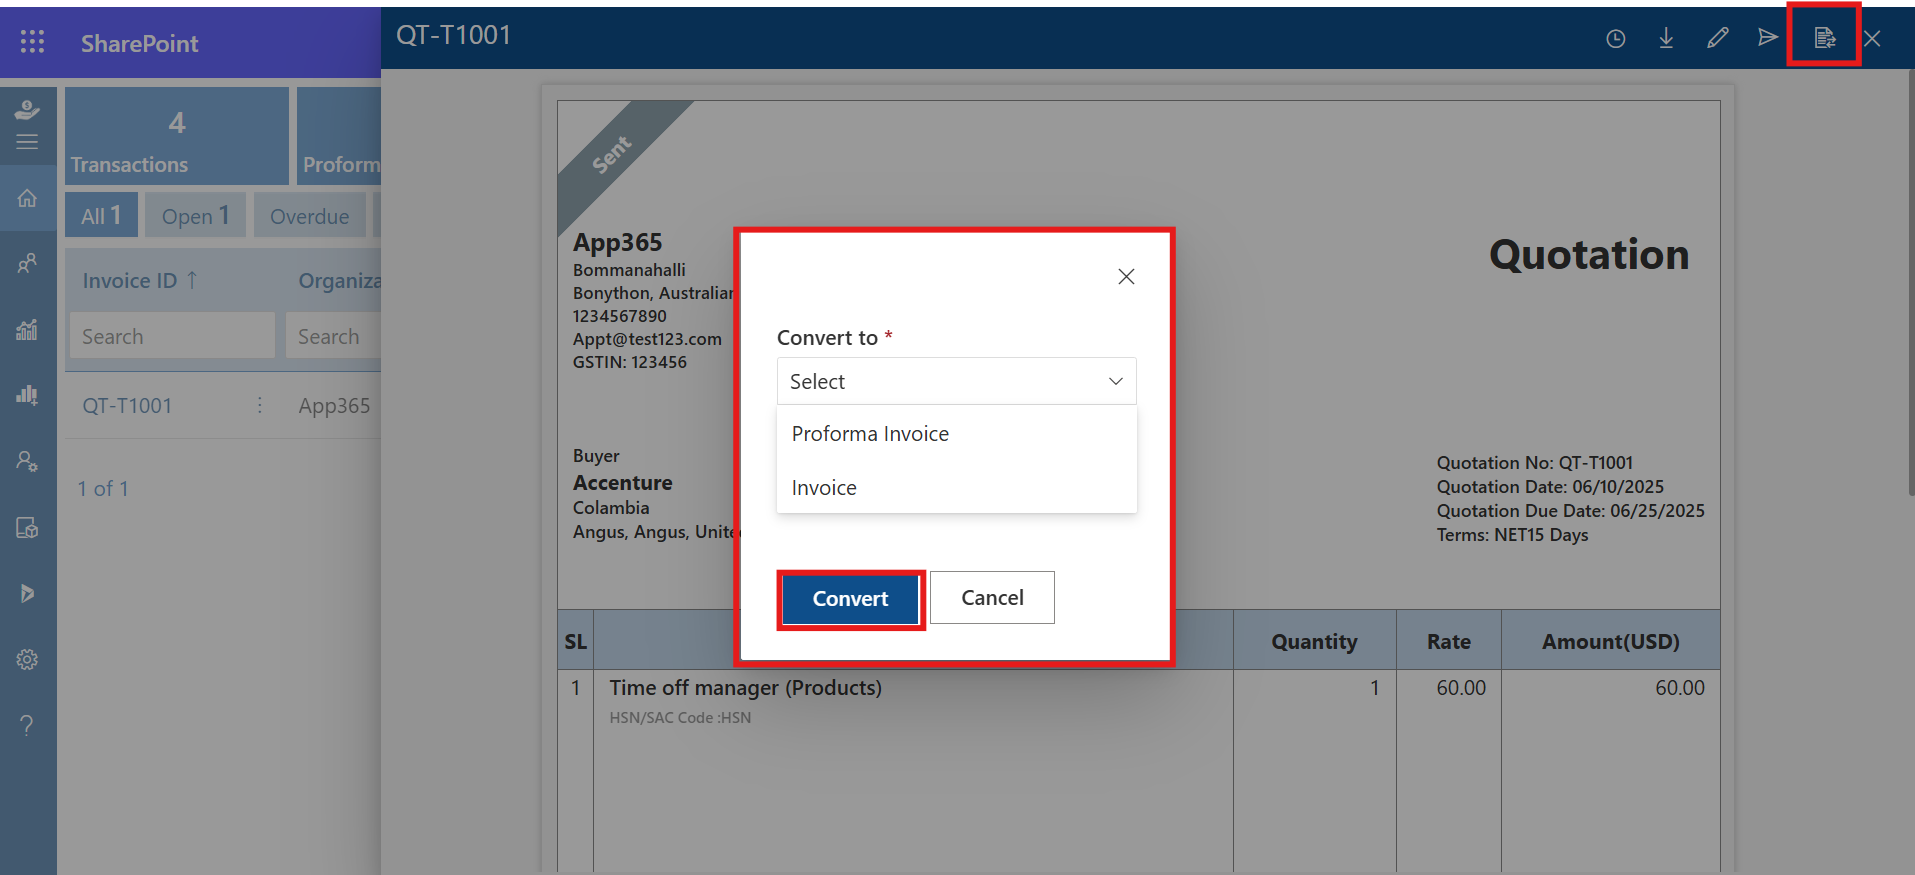 SharePoint
QT-T1001
4
Transactions
Proform
All 1
Open 1
Overdue
Invoice ID ↑
Organiza
Search
Search
QT-T1001
App365
1 of 1
Sent
App365
Bommanahalli
Bonython, Australian
1234567890
Appt@test123.com
GSTIN: 123456
Quotation
Buyer
Accenture
Colambia
Angus, Angus, Unite
Quotation No: QT-T1001
Quotation Date: 06/10/2025
Quotation Due Date: 06/25/2025
Terms: NET15 Days
Convert to *
Select
Proforma Invoice
Invoice
Convert
Cancel
SL
Quantity
Rate
Amount(USD)
1
Time off manager (Products)
1
60.00
60.00
HSN/SAC Code :HSN